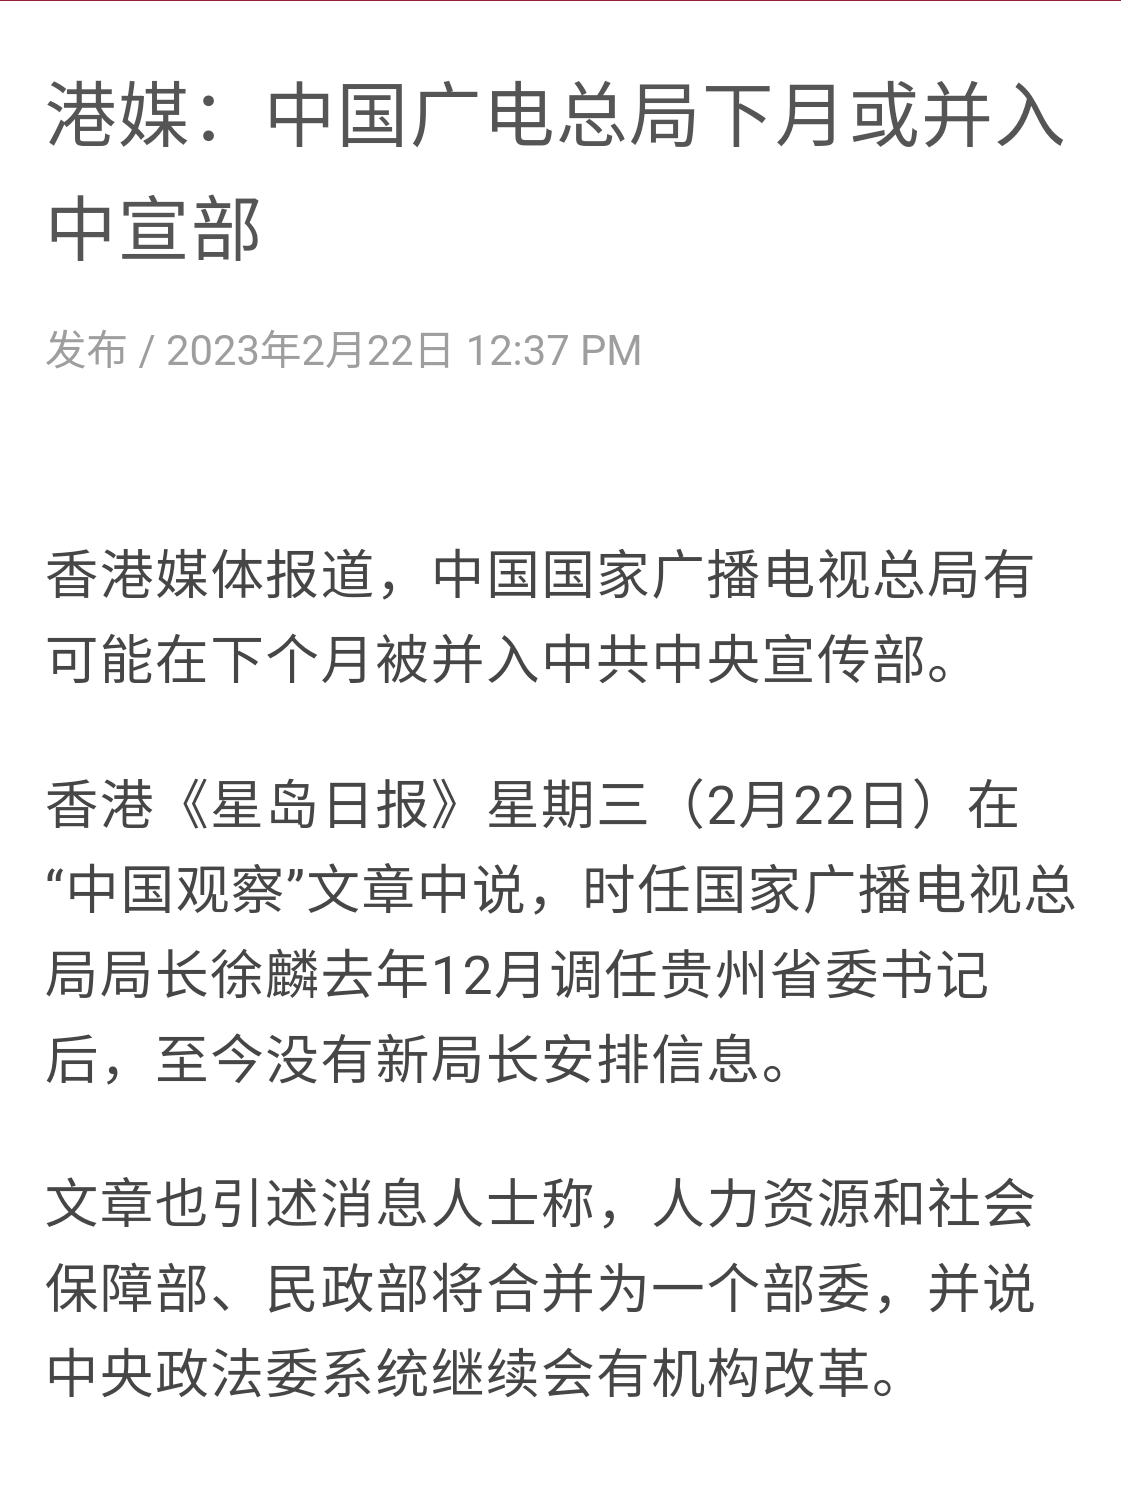 港媒：中国广电总局下月或并入
中宣部
发布 / 2023年2月22日 12:37 PM
香港媒体报道，中国国家广播电视总局有
可能在下个月被并入中共中央宣传部。
香港《星岛日报》星期三（2月22日）在
“中国观察”文章中说，时任国家广播电视总
局局长徐麟去年12月调任贵州省委书记
后，至今没有新局长安排信息。
文章也引述消息人士称，人力资源和社会
保障部、民政部将合并为一个部委，并说
中央政法委系统继续会有机构改革。